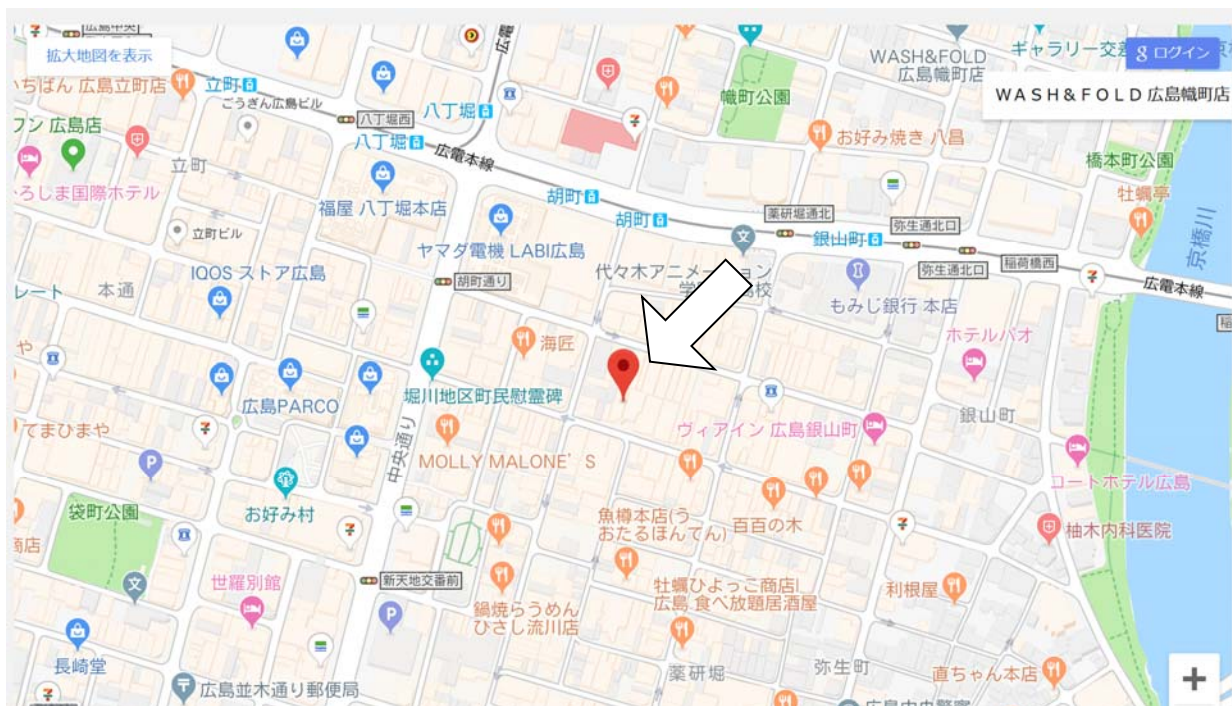 拡大地図を表示
いちばん 広島立町店
立町
ごうぎん広島ビル
八丁堀西
八丁堀
八丁堀
広電本線
幟町公園
WASH&FOLD
広島幟町店
ログイン
WASH&FOLD 広島幟町店
お好み焼き 八昌
橋本町公園
牡蠣亭
京橋川
フン 広島店
ろしま国際ホテル
立町
福屋 八丁堀本店
胡町
胡町
薬研堀通北
銀山町
弥生通北口
弥生通北口
稲荷橋西
広電本線
立町ビル
ヤマダ電機 LABI広島
IQOS ストア広島
胡町通り
代々木アニメーション
もみじ銀行 本店
レート
本通
ホテルパオ
海匠
堀川地区町民慰霊碑
広島PARCO
てまひまや
中央通り
MOLLY MALONE'S
ヴィアイン 広島銀山町
銀山町
コートホテル広島
袋町公園
お好み村
魚樽本店(う
おたるほんてん)
百百の木
柚木内科医院
商店
世羅別館
新天地交番前
鍋焼らうめん
ひさし流川店
牡蠣ひよっこ商店|
広島 食べ放題居酒屋
利根屋
長崎堂
広島並木通り郵便局
薬研堀
弥生町
直ちゃん本店